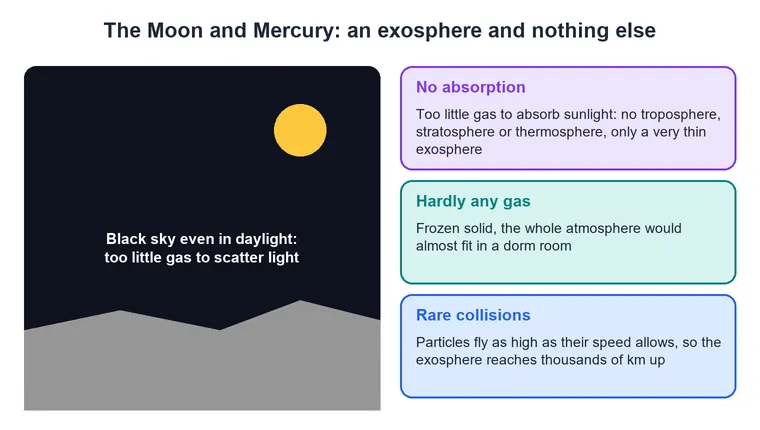 The Moon and Mercury: an exosphere and nothing else
Black sky even in daylight:
too little gas to scatter light
No absorption
Too little gas to absorb sunlight: no troposphere,
stratosphere or thermosphere, only a very thin
exosphere
Hardly any gas
Frozen solid, the whole atmosphere would
almost fit in a dorm room
Rare collisions
Particles fly as high as their speed allows, so the
exosphere reaches thousands of km up